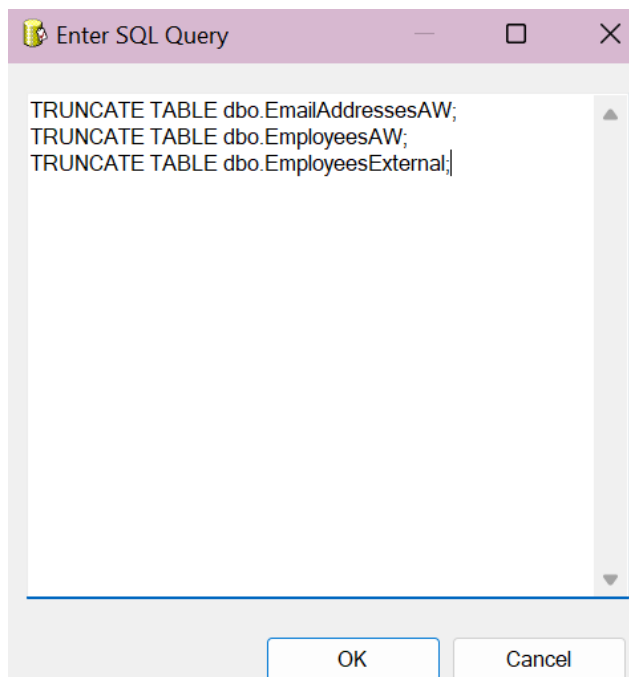 Enter SQL Query
TRUNCATE TABLE dbo.EmailAddressesAW;
TRUNCATE TABLE dbo.EmployeesAW;
TRUNCATE TABLE dbo.EmployeesExternal;
OK Cancel